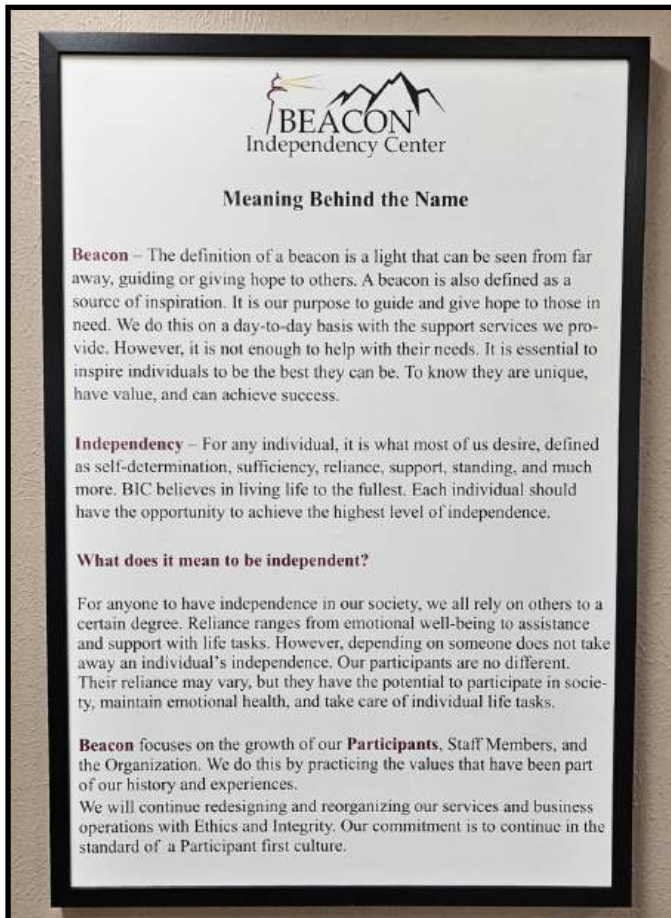 BEACON
Independency Center
Meaning Behind the Name
Beacon – The definition of a beacon is a light that can be seen from far
away, guiding or giving hope to others. A beacon is also defined as a
source of inspiration. It is our purpose to guide and give hope to those in
need. We do this on a day-to-day basis with the support services we pro-
vide. However, it is not enough to help with their needs. It is essential to
inspire individuals to be the best they can be. To know they are unique,
have value, and can achieve success.
Independency – For any individual, it is what most of us desire, defined
as self-determination, sufficiency, reliance, support, standing, and much
more. BIC believes in living life to the fullest. Each individual should
have the opportunity to achieve the highest level of independence.
What does it mean to be independent?
For anyone to have independence in our society, we all rely on others to a
certain degree. Reliance ranges from emotional well-being to assistance
and support with life tasks. However, depending on someone does not take
away an individual's independence. Our participants are no different.
Their reliance may vary, but they have the potential to participate in socie-
ty, maintain emotional health, and take care of individual life tasks.
Beacon focuses on the growth of our Participants, Staff Members, and
the Organization. We do this by practicing the values that have been part
of our history and experiences.
We will continue redesigning and reorganizing our services and business
operations with Ethics and Integrity. Our commitment is to continue in the
standard of a Participant first culture.